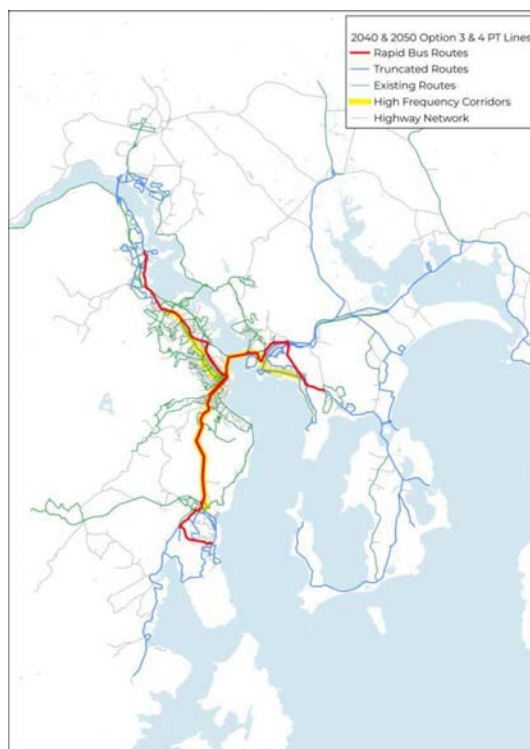 2040 & 2050 Option 3 & 4 PT Lines
Rapid Bus Routes
Truncated Routes
Existing Routes
High Frequency Corridors
Highway Network